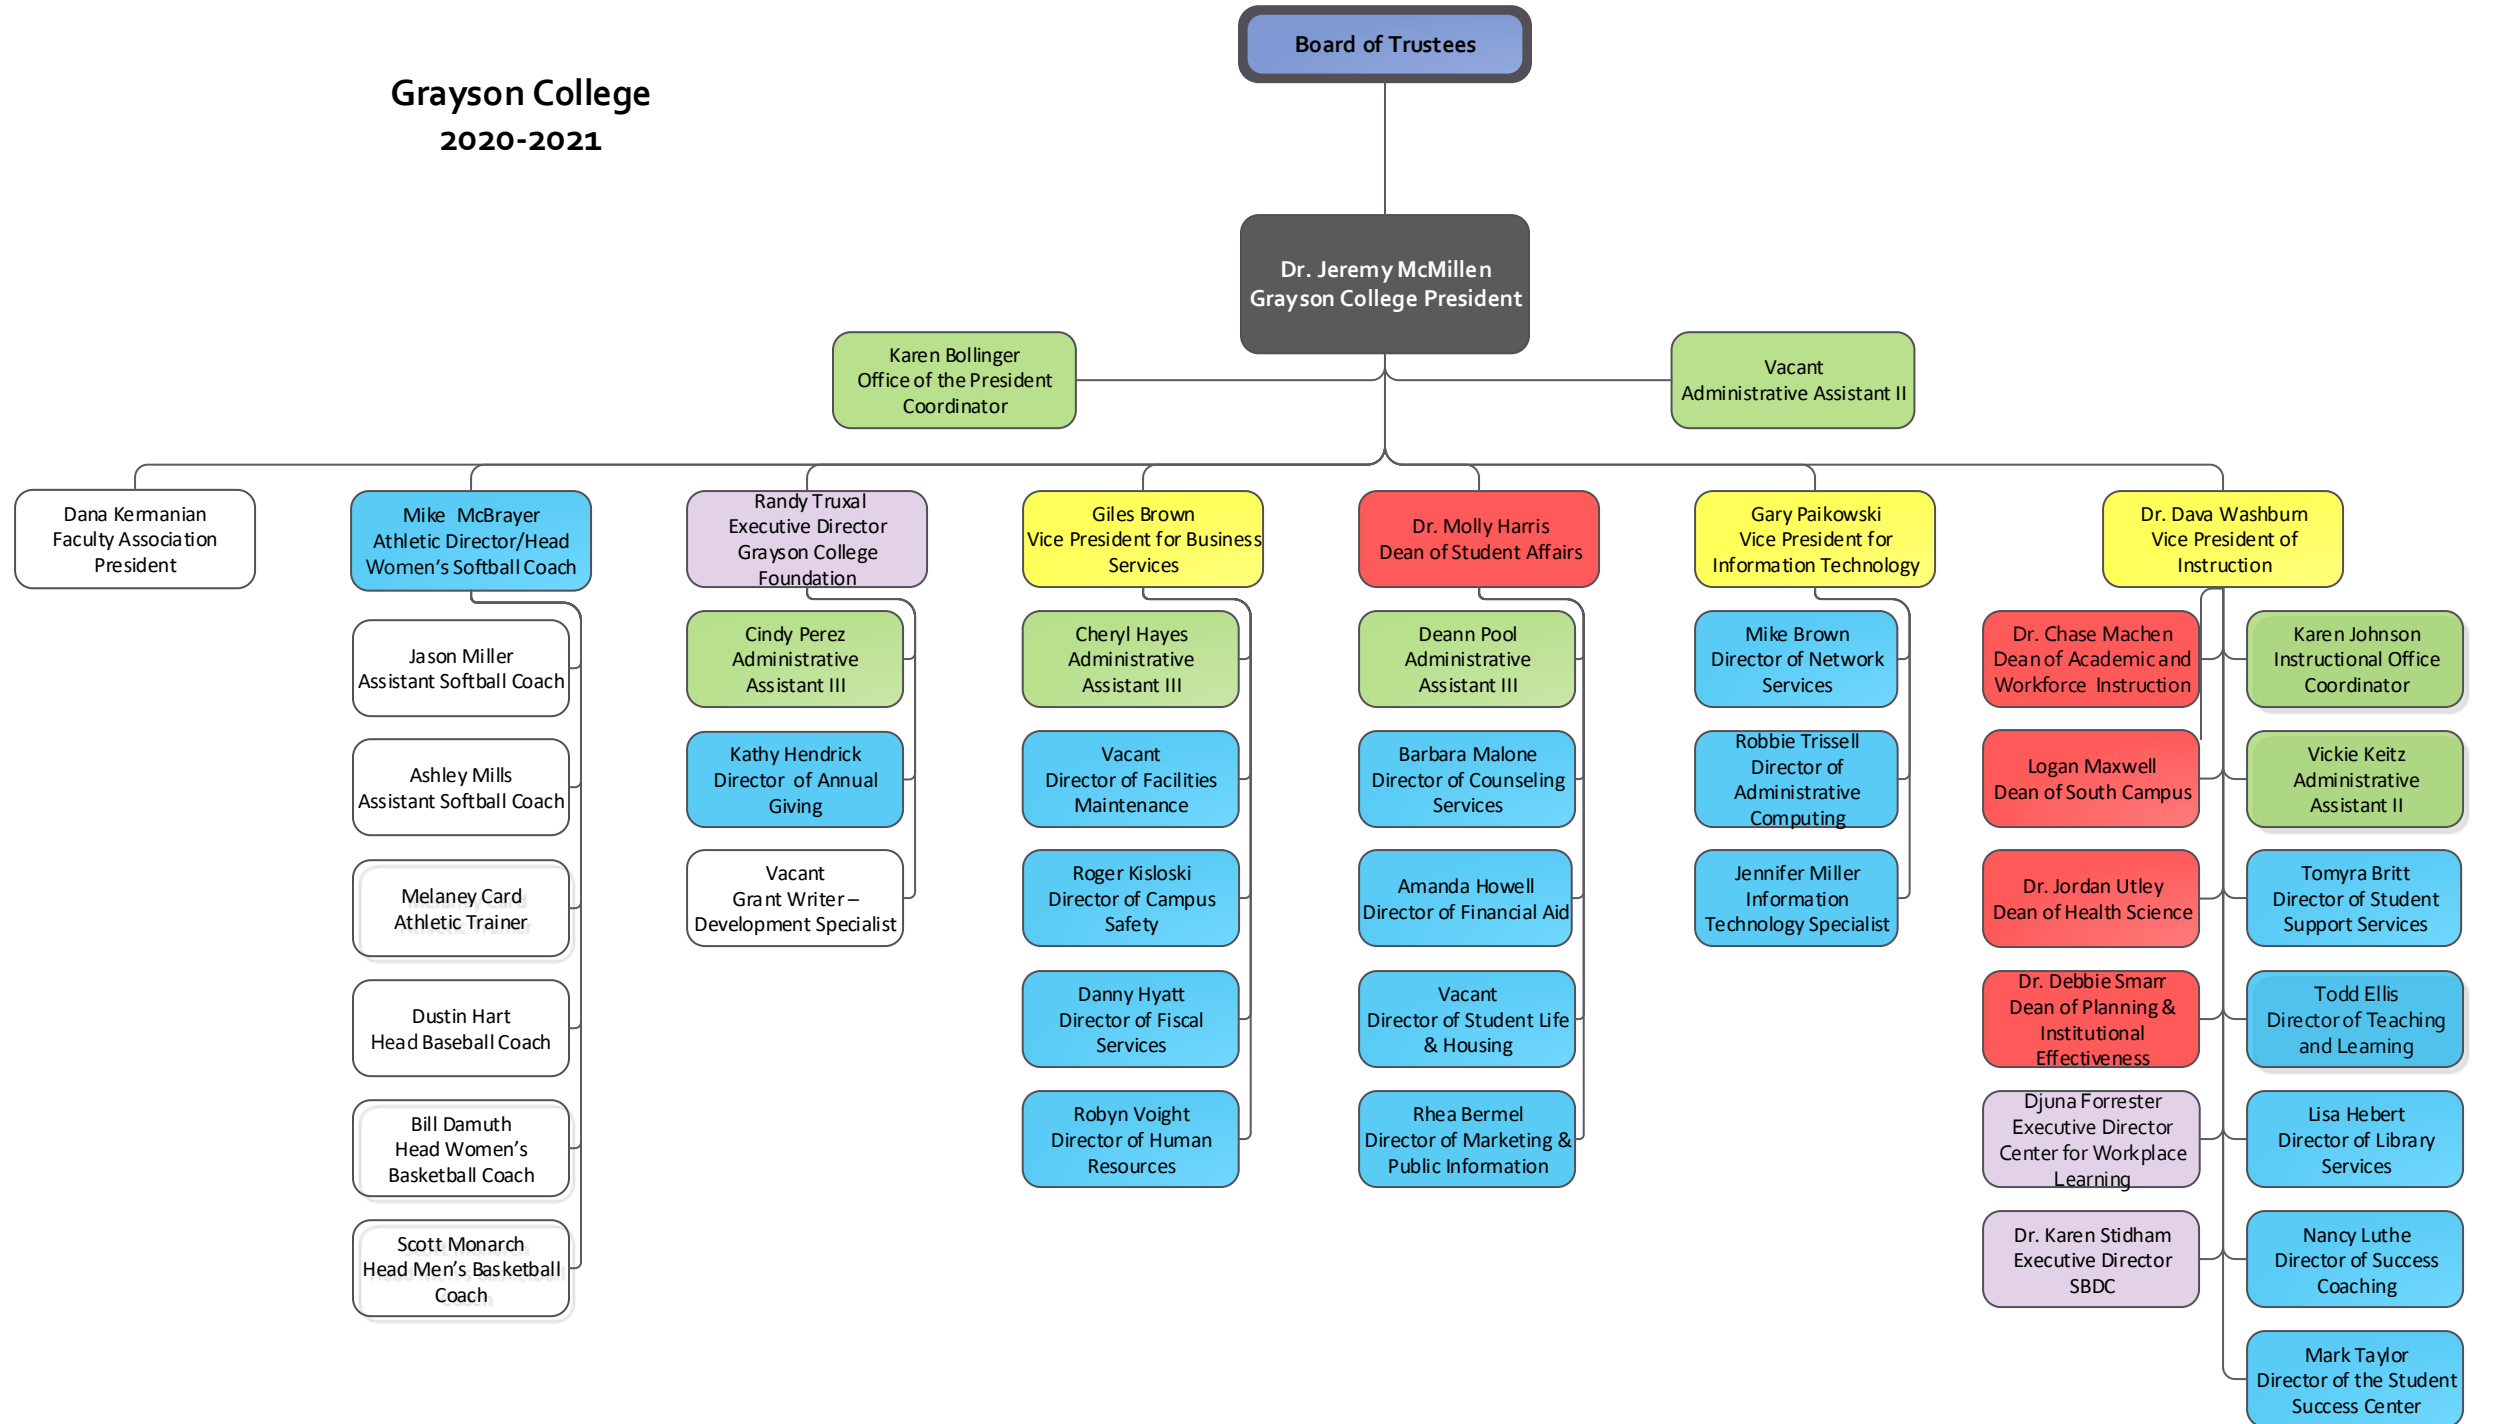 Board of Trustees
Grayson College
2020-2021
Dr. Jeremy McMillen
Grayson College President
Karen Bollinger
Office of the President
Coordinator
Vacant
Administrative Assistant II
Dana Kermanian
Faculty Association
President
Mike McBrayer
Athletic Director/Head
Women's Softball Coach
Randy Truxal
Executive Director
Grayson College
Foundation
Giles Brown
Vice President for Business
Services
Dr. Molly Harris
Dean of Student Affairs
Gary Paikowski
Vice President for
Information Technology
Dr. Dava Washburn
Vice President of
Instruction
Jason Miller
Assistant Softball Coach
Ashley Mills
Assistant Softball Coach
Melaney Card
Athletic Trainer
Dustin Hart
Head Baseball Coach
Bill Damuth
Head Women's
Basketball Coach
Scott Monarch
Head Men's Basketball
Coach
Cindy Perez
Administrative
Assistant III
Kathy Hendrick
Director of Annual
Giving
Vacant
Grant Writer –
Development Specialist
Cheryl Hayes
Administrative
Assistant III
Vacant
Director of Facilities
Maintenance
Roger Kisloski
Director of Campus
Safety
Danny Hyatt
Director of Fiscal
Services
Robyn Voight
Director of Human
Resources
Deann Pool
Administrative
Assistant III
Barbara Malone
Director of Counseling
Services
Amanda Howell
Director of Financial Aid
Vacant
Director of Student Life
& Housing
Rhea Bermel
Director of Marketing &
Public Information
Mike Brown
Director of Network
Services
Robbie Trissell
Director of
Administrative
Computing
Jennifer Miller
Information
Technology Specialist
Dr. Chase Machen
Dean of Academic and
Workforce Instruction
Logan Maxwell
Dean of South Campus
Dr. Jordan Utley
Dean of Health Science
Dr. Debbie Smarr
Dean of Planning &
Institutional
Effectiveness
Djuna Forrester
Executive Director
Center for Workplace
Learning
Dr. Karen Stidham
Executive Director
SBDC
Karen Johnson
Instructional Office
Coordinator
Vickie Keitz
Administrative
Assistant II
Tomyra Britt
Director of Student
Support Services
Todd Ellis
Director of Teaching
and Learning
Lisa Hebert
Director of Library
Services
Nancy Luthe
Director of Success
Coaching
Mark Taylor
Director of the Student
Success Center